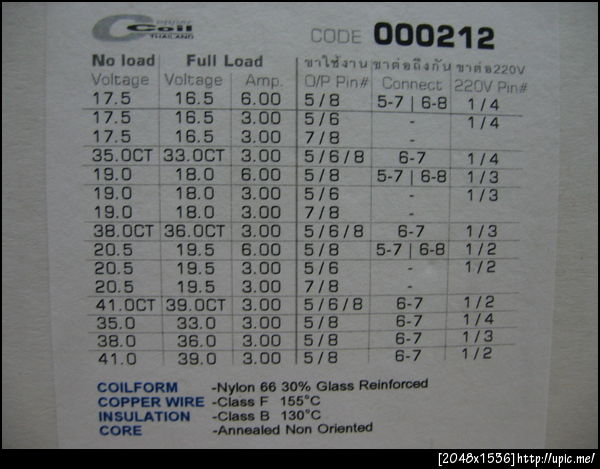 Copper
Coil
THAILAND
CODE 000212
No load Full Load ขาใช้งาน ขาต่อถึงกัน ขาต่อ220V
Voltage Voltage Amp. O/P Pin# Connect 220V Pin#
17.5 16.5 6.00 5/8 5-7 | 6-8 1/4
17.5 16.5 3.00 5/6 - 1/4
17.5 16.5 3.00 7/8 -
35.0CT 33.0CT 3.00 5/6/8 6-7 1/4
19.0 18.0 6.00 5/8 5-7 | 6-8 1/3
19.0 18.0 3.00 5/6 - 1/3
19.0 18.0 3.00 7/8 -
38.0CT 36.0CT 3.00 5/6/8 6-7 1/3
20.5 19.5 6.00 5/8 5-7 | 6-8 1/2
20.5 19.5 3.00 5/6 - 1/2
20.5 19.5 3.00 7/8 -
41.0CT 39.0CT 3.00 5/6/8 6-7 1/2
35.0 33.0 3.00 5/8 6-7 1/4
38.0 36.0 3.00 5/8 6-7 1/3
41.0 39.0 3.00 5/8 6-7 1/2
COILFORM -Nylon 66 30% Glass Reinforced
COPPER WIRE -Class F 155°C
INSULATION -Class B 130°C
CORE -Annealed Non Oriented
[2048x1536]http://upic.me/